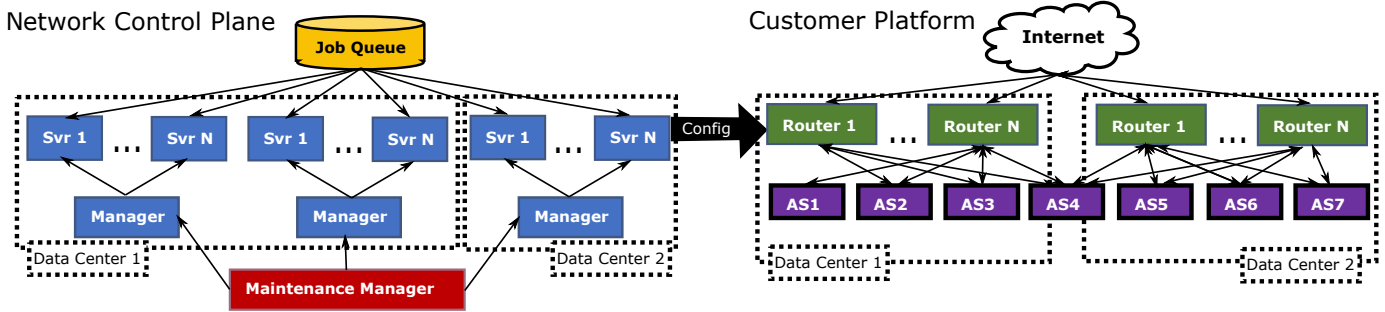 Network Control Plane
Job Queue
Svr 1
...
Svr N
Svr 1
...
Svr N
Svr 1
...
Svr N
Manager
Manager
Manager
Data Center 1
Data Center 2
Maintenance Manager
Config
Customer Platform
Internet
Router 1
...
Router N
Router 1
...
Router N
AS1
AS2
AS3
AS4
AS5
AS6
AS7
Data Center 1
Data Center 2